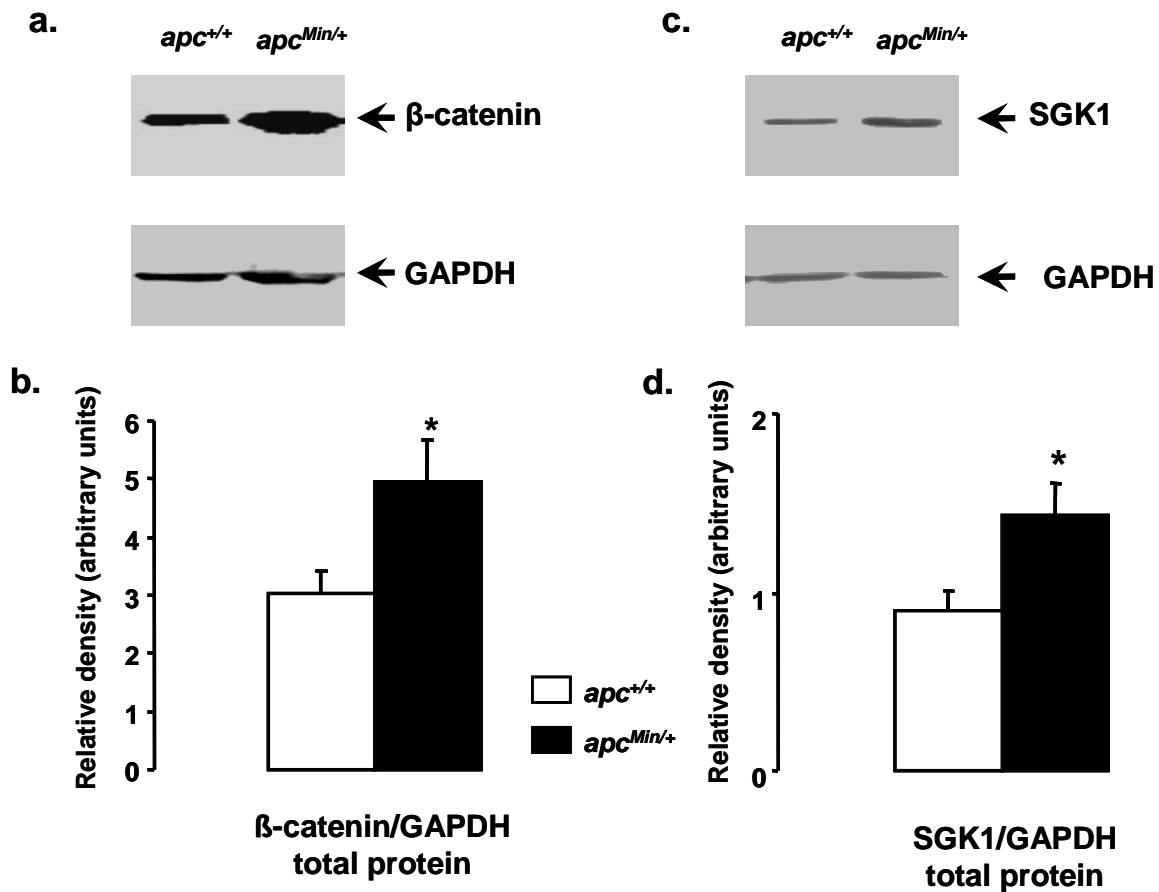 a.
apc+/+ apcMin/+
β-catenin
GAPDH
b.
Relative density (arbitrary units)
6
5
4
3
2
1
0
*
ß-catenin/GAPDH
total protein
apc+/+
apcMin/+
c.
apc+/+ apcMin/+
SGK1
GAPDH
d.
Relative density (arbitrary units)
2
1
0
*
SGK1/GAPDH
total protein